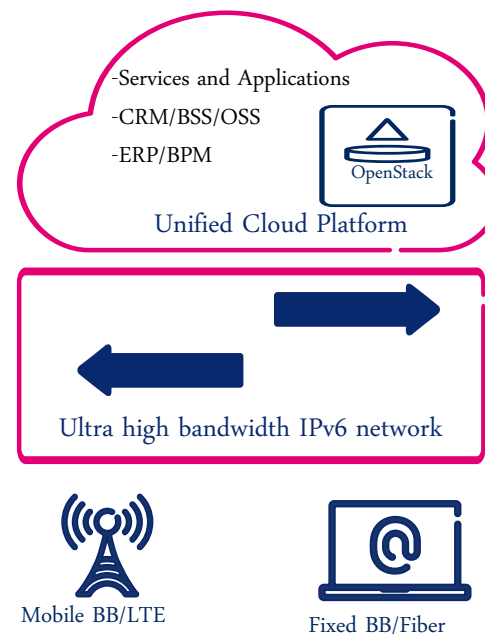 -Services and Applications
-CRM/BSS/OSS
-ERP/BPM
OpenStack
Unified Cloud Platform
Ultra high bandwidth IPv6 network
Mobile BB/LTE
Fixed BB/Fiber